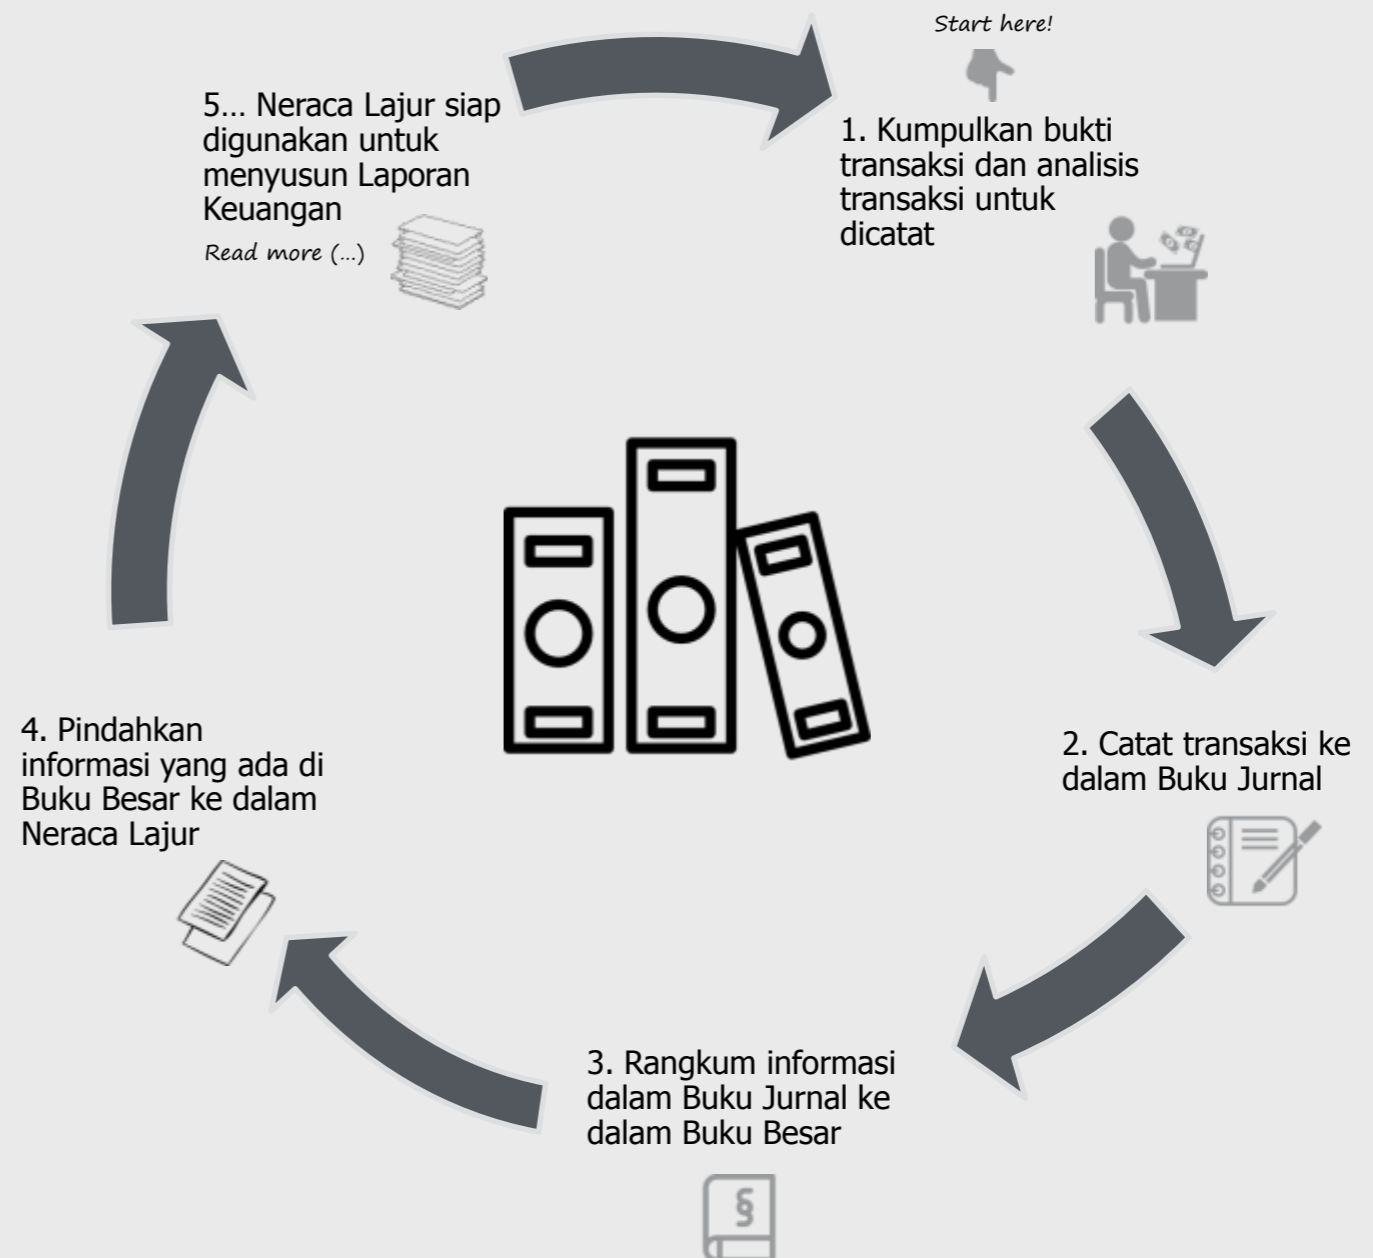 Start here!
1. Kumpulkan bukti
transaksi dan analisis
transaksi untuk
dicatat
2. Catat transaksi ke
dalam Buku Jurnal
3. Rangkum informasi
dalam Buku Jurnal ke
dalam Buku Besar
§
4. Pindahkan
informasi yang ada di
Buku Besar ke dalam
Neraca Lajur
5... Neraca Lajur siap
digunakan untuk
menyusun Laporan
Keuangan
Read more (...)